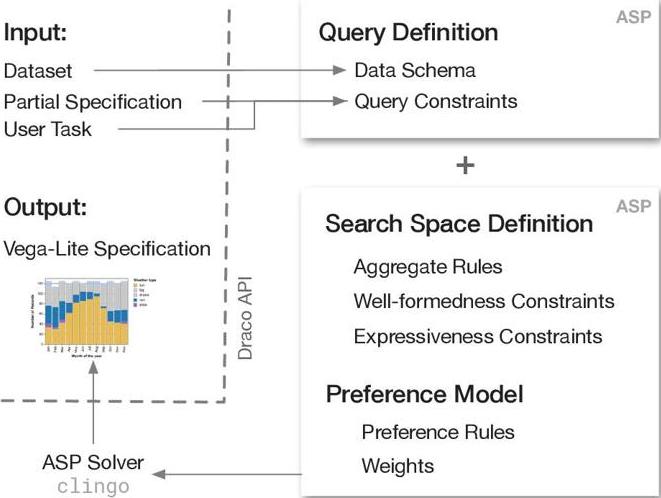 Input:
Dataset
Partial Specification
User Task
Output:
Vega-Lite Specification
Draco API
ASP Solver
clingo
ASP
Query Definition
Data Schema
Query Constraints
+
ASP
Search Space Definition
Aggregate Rules
Well-formedness Constraints
Expressiveness Constraints
Preference Model
Preference Rules
Weights